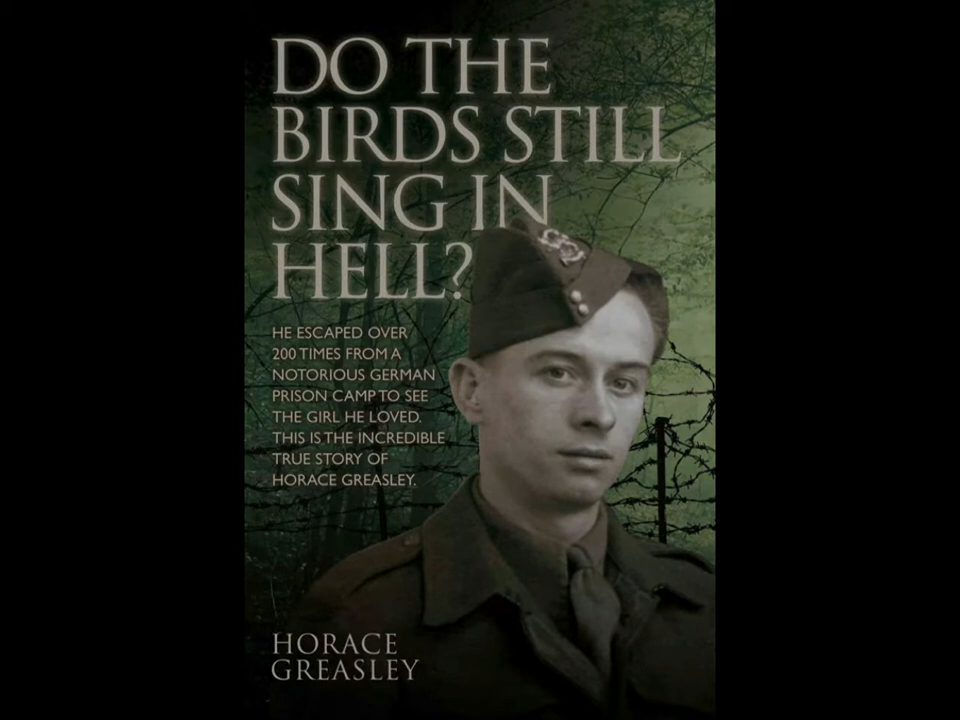 DO THE
BIRDS STILL
SING IN
HELL?
HE ESCAPED OVER
200 TIMES FROM A
NOTORIOUS GERMAN
PRISON CAMP TO SEE
THE GIRL HE LOVED.
THIS IS THE INCREDIBLE
TRUE STORY OF
HORACE GREASLEY.
HORACE
GREASLEY